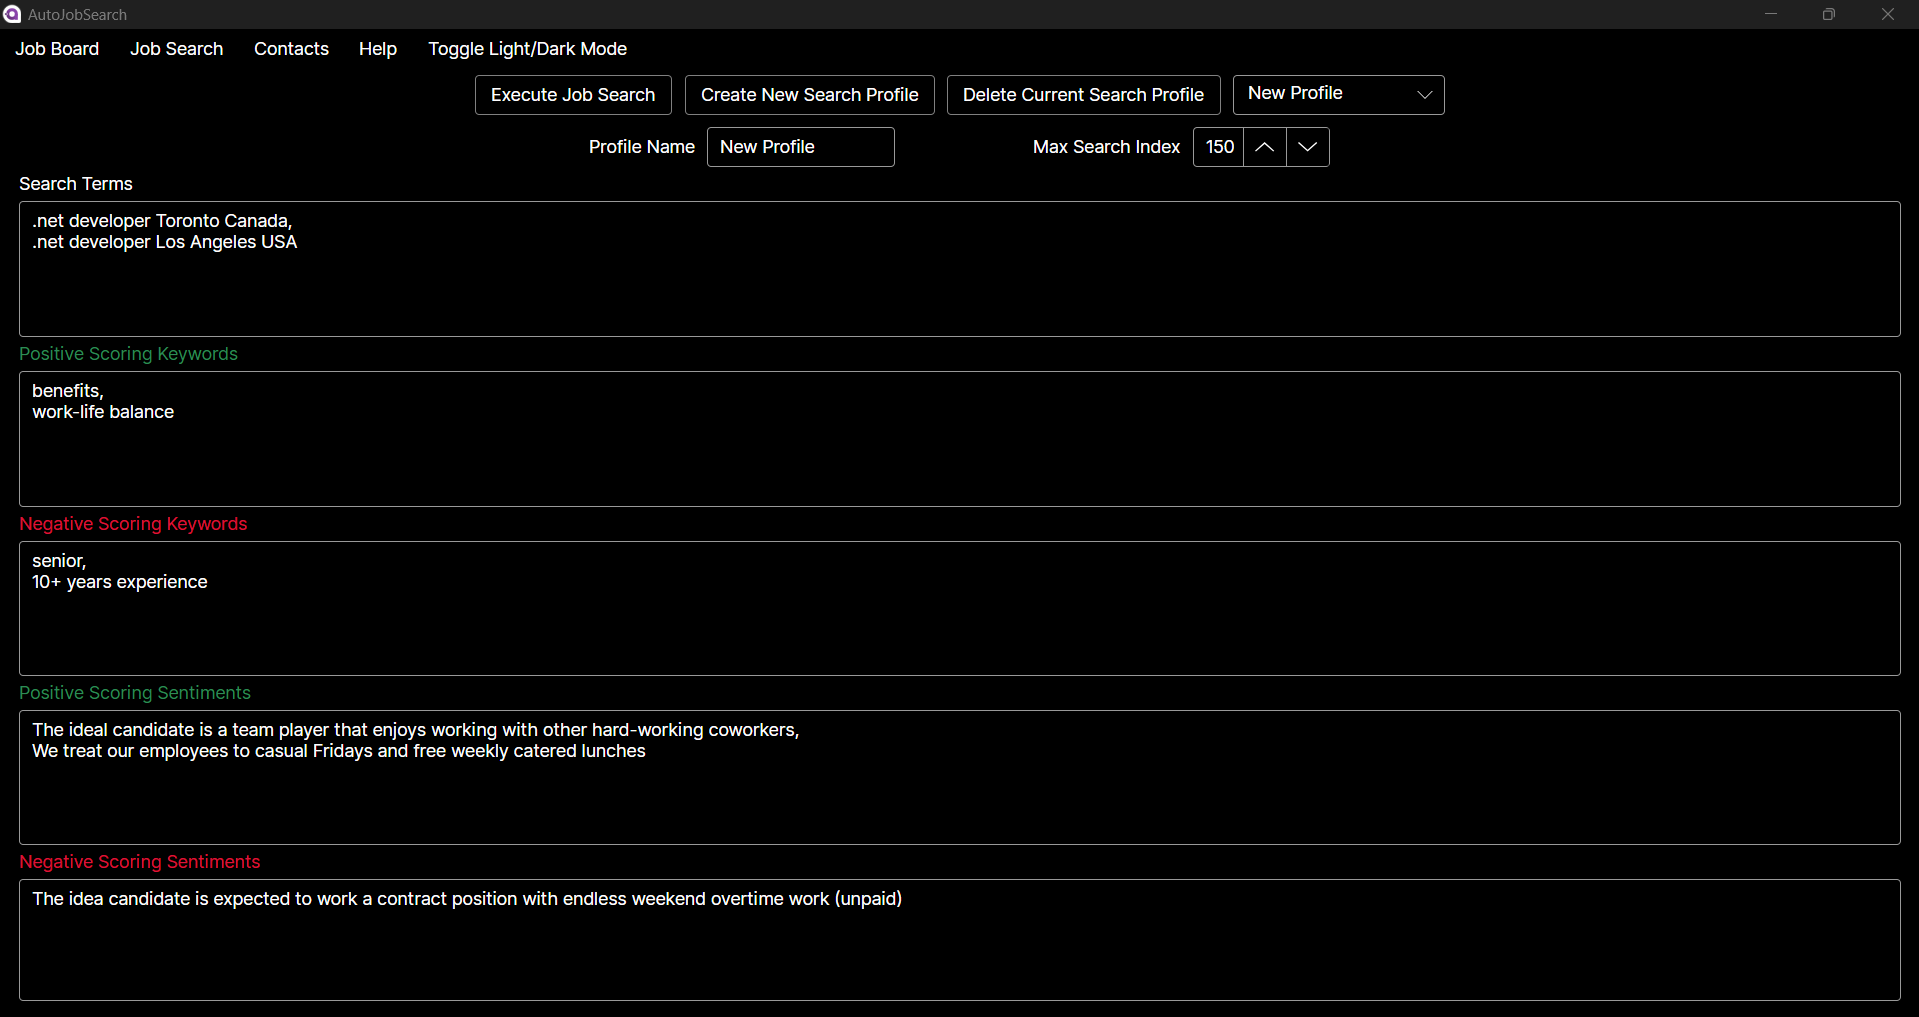 AutoJobSearch
Job Board Job Search Contacts Help Toggle Light/Dark Mode
Execute Job Search Create New Search Profile Delete Current Search Profile New Profile
Profile Name New Profile Max Search Index 150
Search Terms
.net developer Toronto Canada,
.net developer Los Angeles USA
Positive Scoring Keywords
benefits,
work-life balance
Negative Scoring Keywords
senior,
10+ years experience
Positive Scoring Sentiments
The ideal candidate is a team player that enjoys working with other hard-working coworkers,
We treat our employees to casual Fridays and free weekly catered lunches
Negative Scoring Sentiments
The idea candidate is expected to work a contract position with endless weekend overtime work (unpaid)